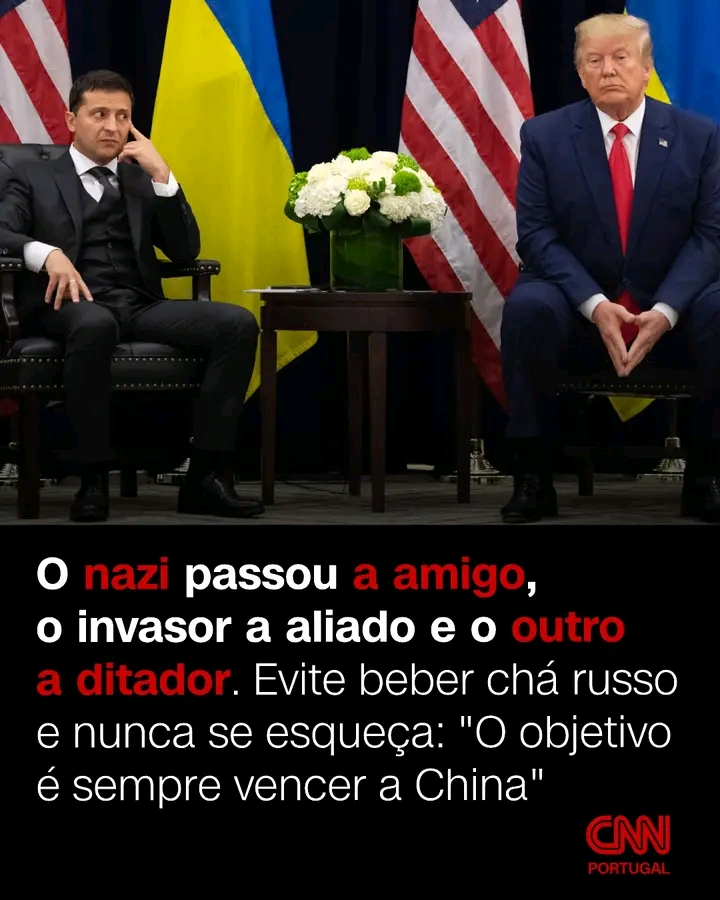 O nazi passou a amigo,
o invasor a aliado e o outro
a ditador. Evite beber chá russo
e nunca se esqueça: "O objetivo
é sempre vencer a China"
CNN
PORTUGAL